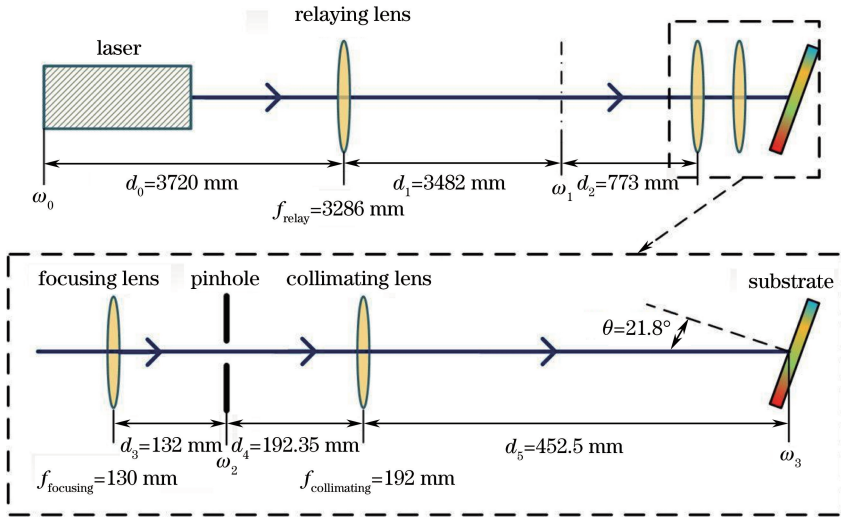 relaying lens
laser
d0=3720 mm
d1=3482 mm
d2=773 mm
ω0
ω1
frelay=3286 mm
focusing lens
pinhole
collimating lens
substrate
θ=21.8°
d3=132 mm
d4=192.35 mm
d5=452.5 mm
ω2
ω3
ffocusing=130 mm
fcollimating=192 mm